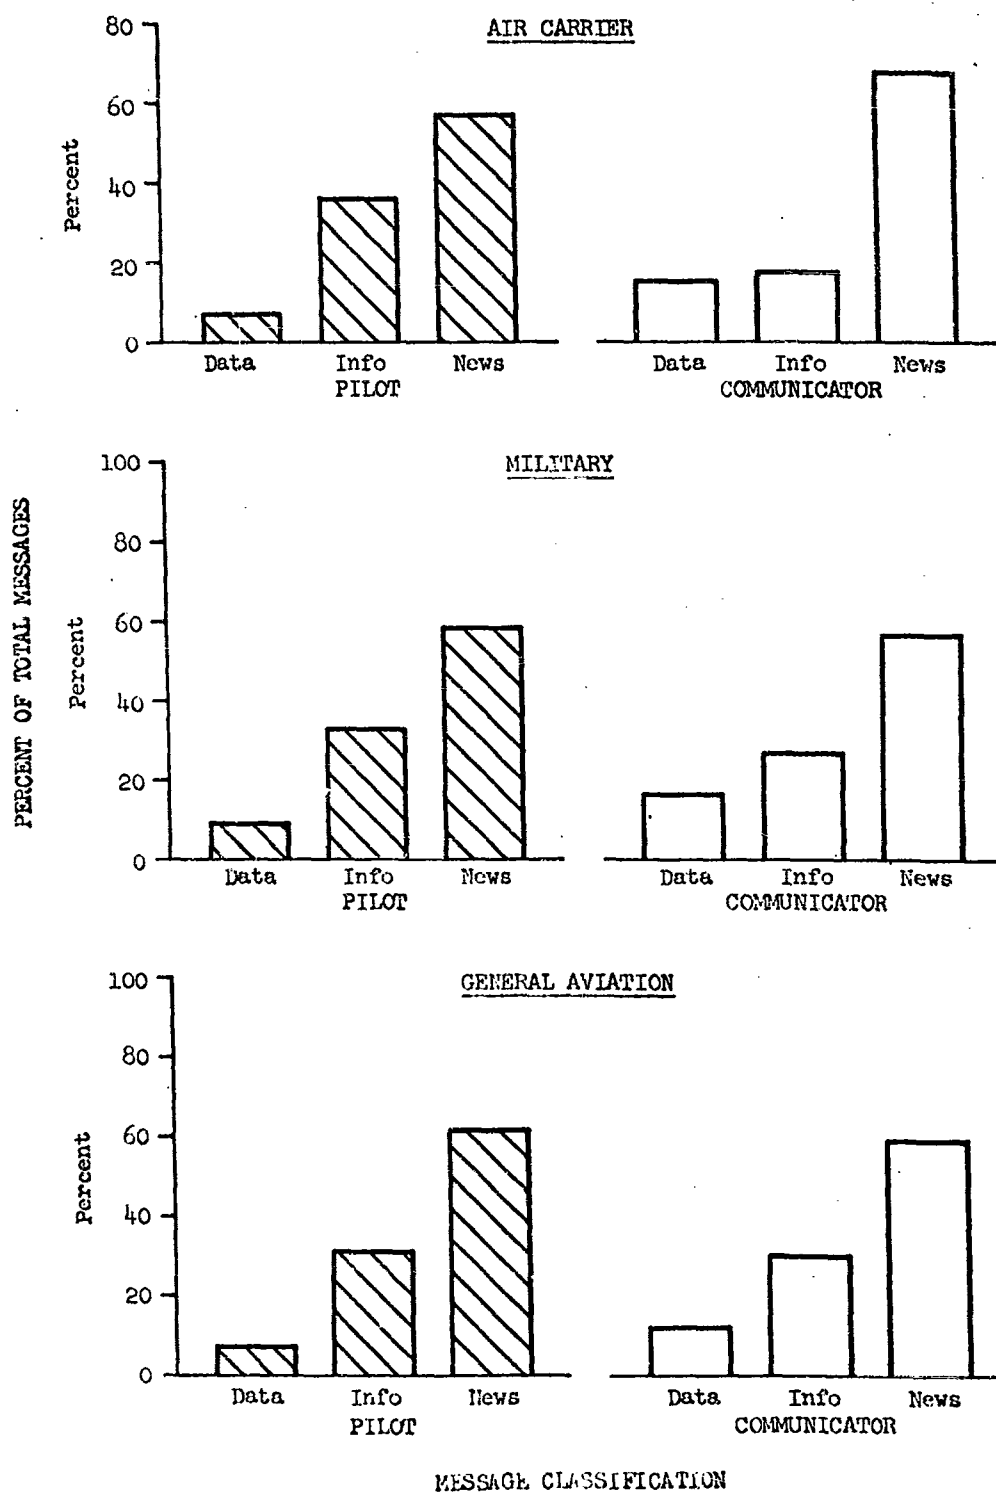 AIR CARRIER
80
60
40
20
0
Percent
Data Info News
PILOT
Data Info News
COMMUNICATOR
PERCENT OF TOTAL MESSAGES
MILITARY
100
80
60
40
20
0
Percent
Data Info News
PILOT
Data Info News
COMMUNICATOR
GENERAL AVIATION
100
80
60
40
20
0
Percent
Data Info News
PILOT
Data Info News
COMMUNICATOR
MESSAGE CLASSIFICATION